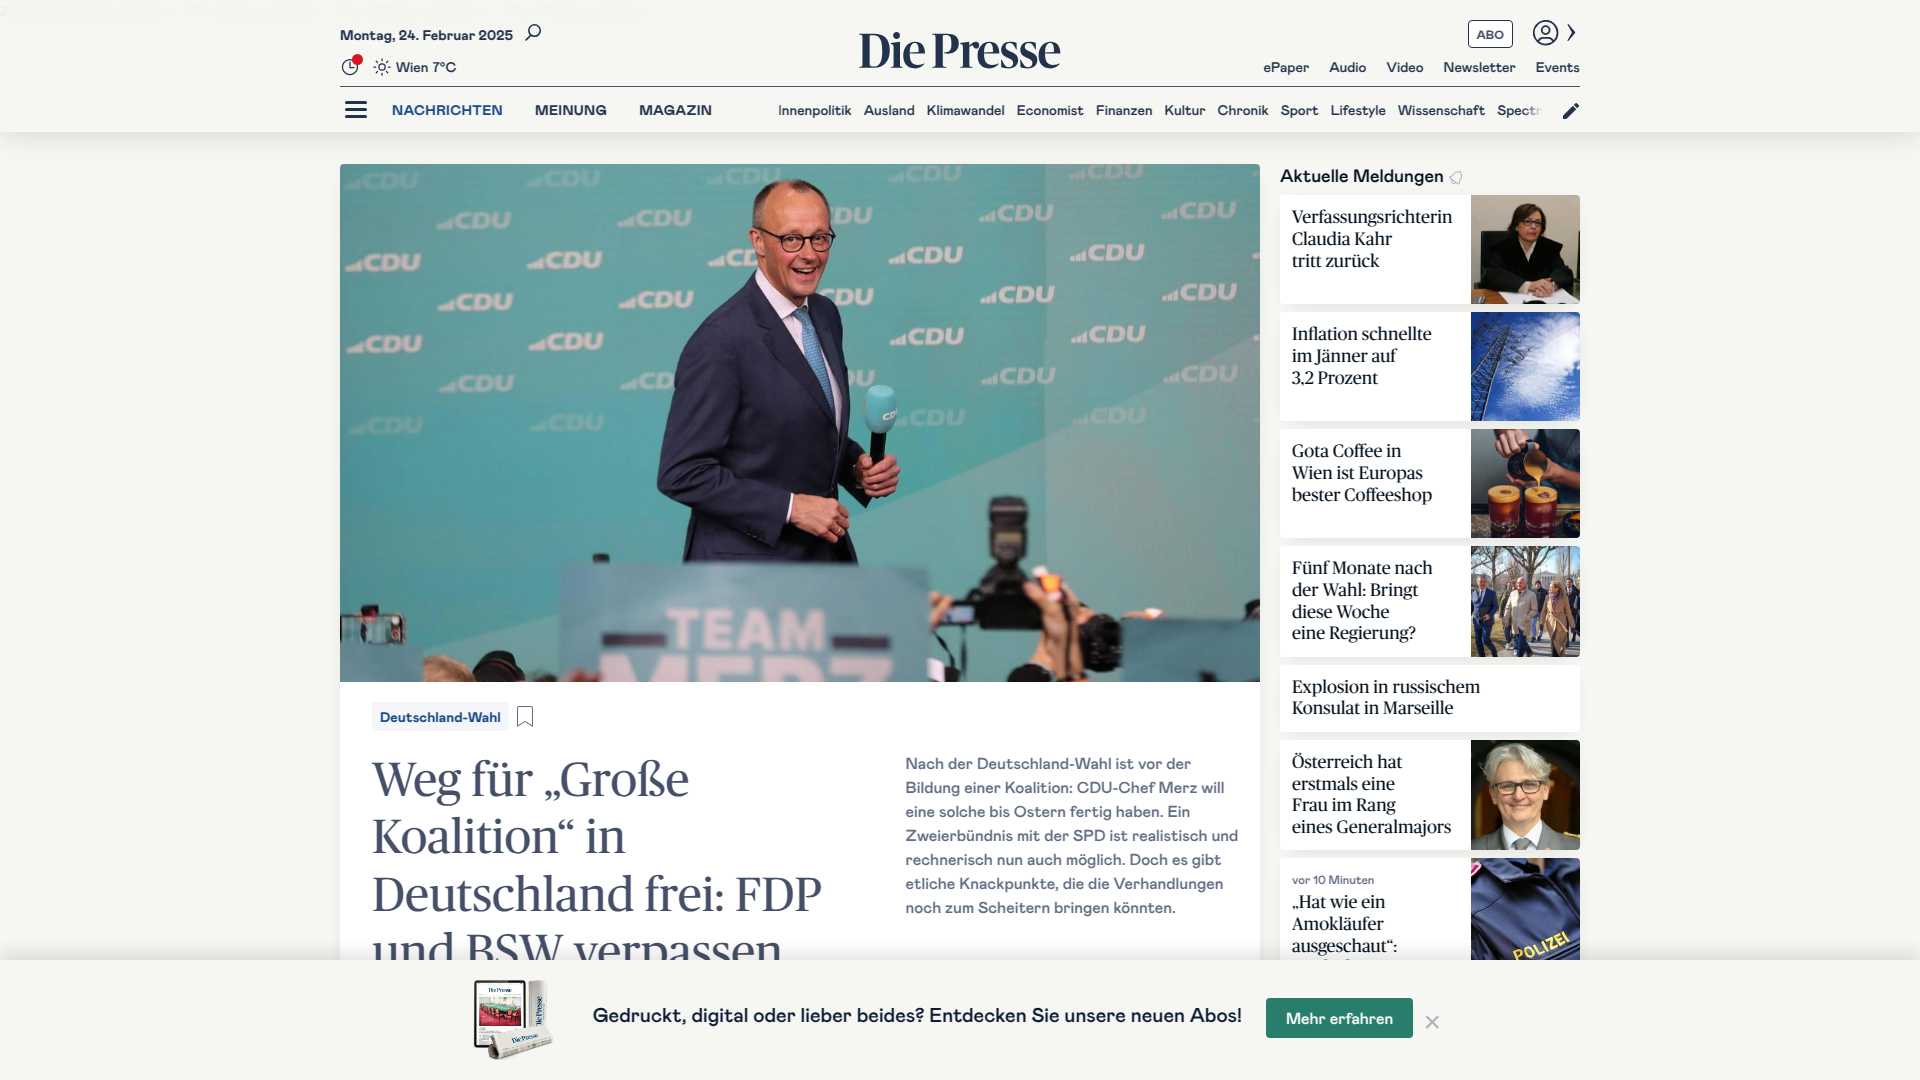 Montag, 24. Februar 2025
Die Presse
ABO
Wien 7°C
ePaper
Audio
Video
Newsletter
Events
NACHRICHTEN
MEINUNG
MAGAZIN
Innenpolitik
Ausland
Klimawandel
Economist
Finanzen
Kultur
Chronik
Sport
Lifestyle
Wissenschaft
Spectr
CDU
TEAM
MERZ
Deutschland-Wahl
Weg für „Große
Koalition“ in
Deutschland frei: FDP
und BSW verpassen
Nach der Deutschland-Wahl ist vor der
Bildung einer Koalition: CDU-Chef Merz will
eine solche bis Ostern fertig haben. Ein
Zweierbündnis mit der SPD ist realistisch und
rechnerisch nun auch möglich. Doch es gibt
etliche Knackpunkte, die die Verhandlungen
noch zum Scheitern bringen könnten.
Aktuelle Meldungen
Verfassungsrichterin
Claudia Kahr
tritt zurück
Inflation schnellte
im Jänner auf
3,2 Prozent
Gota Coffee in
Wien ist Europas
bester Coffeeshop
Fünf Monate nach
der Wahl: Bringt
diese Woche
eine Regierung?
Explosion in russischem
Konsulat in Marseille
Österreich hat
erstmals eine
Frau im Rang
eines Generalmajors
vor 10 Minuten
„Hat wie ein
Amokläufer
ausgeschaut“:
POLIZEI
Die Presse
Die Presse
Die Presse
Gedruckt, digital oder lieber beides? Entdecken Sie unsere neuen Abos!
Mehr erfahren